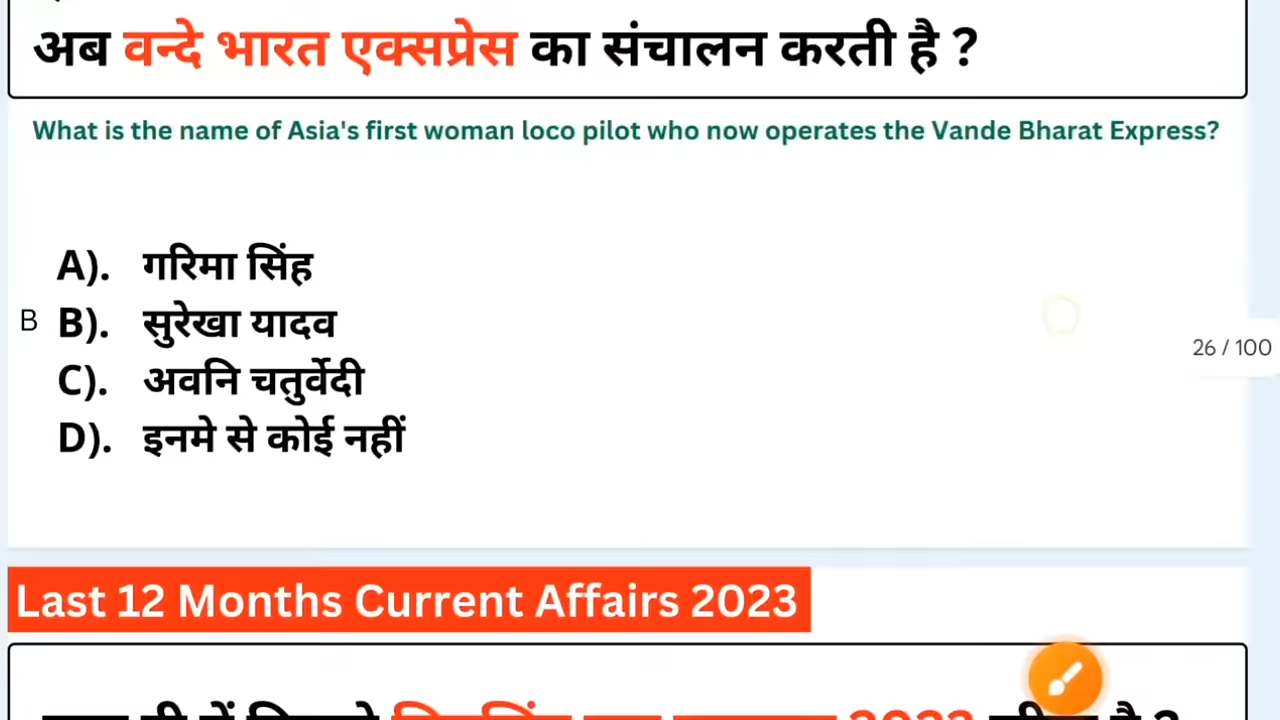 अब वन्दे भारत एक्सप्रेस का संचालन करती है ?
What is the name of Asia's first woman loco pilot who now operates the Vande Bharat Express?
A). गरिमा सिंह
B B). सुरेखा यादव
C). अवनि चतुर्वेदी
D). इनमे से कोई नहीं
26 / 100
Last 12 Months Current Affairs 2023